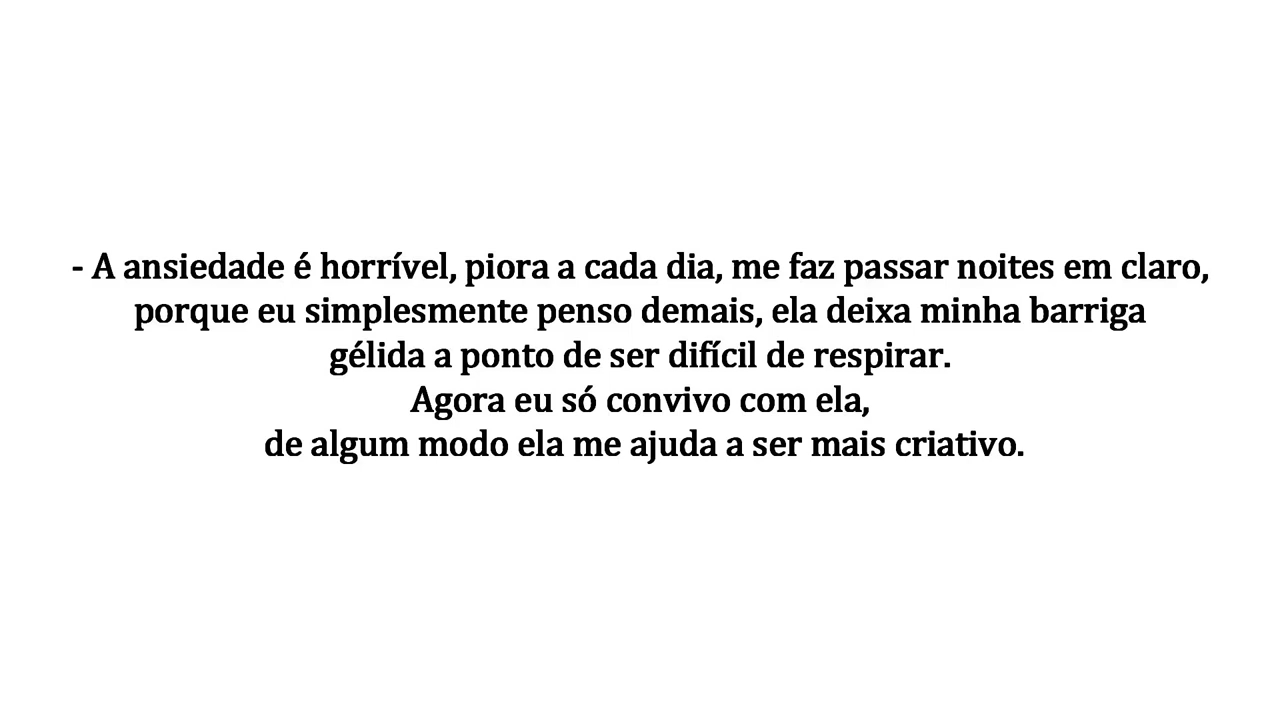 - A ansiedade é horrível, piora a cada dia, me faz passar noites em claro,
porque eu simplesmente penso demais, ela deixa minha barriga
gélida a ponto de ser difícil de respirar.
Agora eu só convivo com ela,
de algum modo ela me ajuda a ser mais criativo.